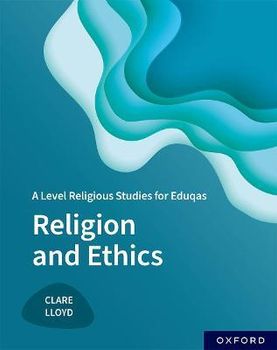 A Level Religious Studies for Eduqas
Religion
and Ethics
CLARE
LLOYD
OXFORD